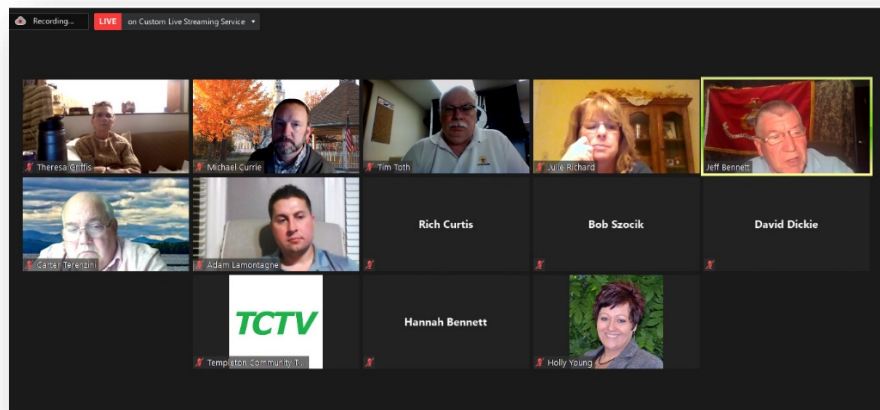 Recording...
LIVE on Custom Live Streaming Service
Theresa Griffis
Michael Currie
Tim Toth
Julie Richard
Jeff Bennett
Carter Terenzini
Adam Lamontagne
Rich Curtis
Bob Szocik
David Dickie
TCTV
Templeton Community T...
Hannah Bennett
Holly Young